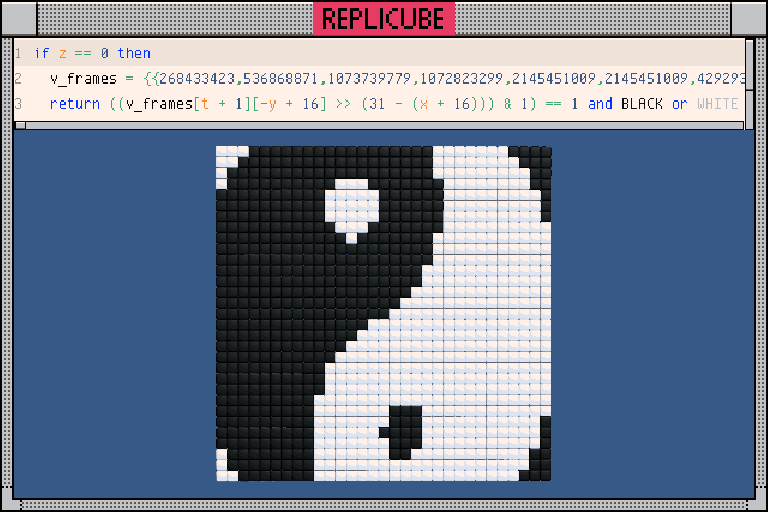 REPLICUBE
1 if z == 0 then
2 v_frames = {{268433423,536868871,1073739779,1072823299,2145451009,2145451009,429293
3 return ((v_frames[t + 1][-y + 16] >> (31 - (x + 16))) & 1) == 1 and BLACK or WHITE